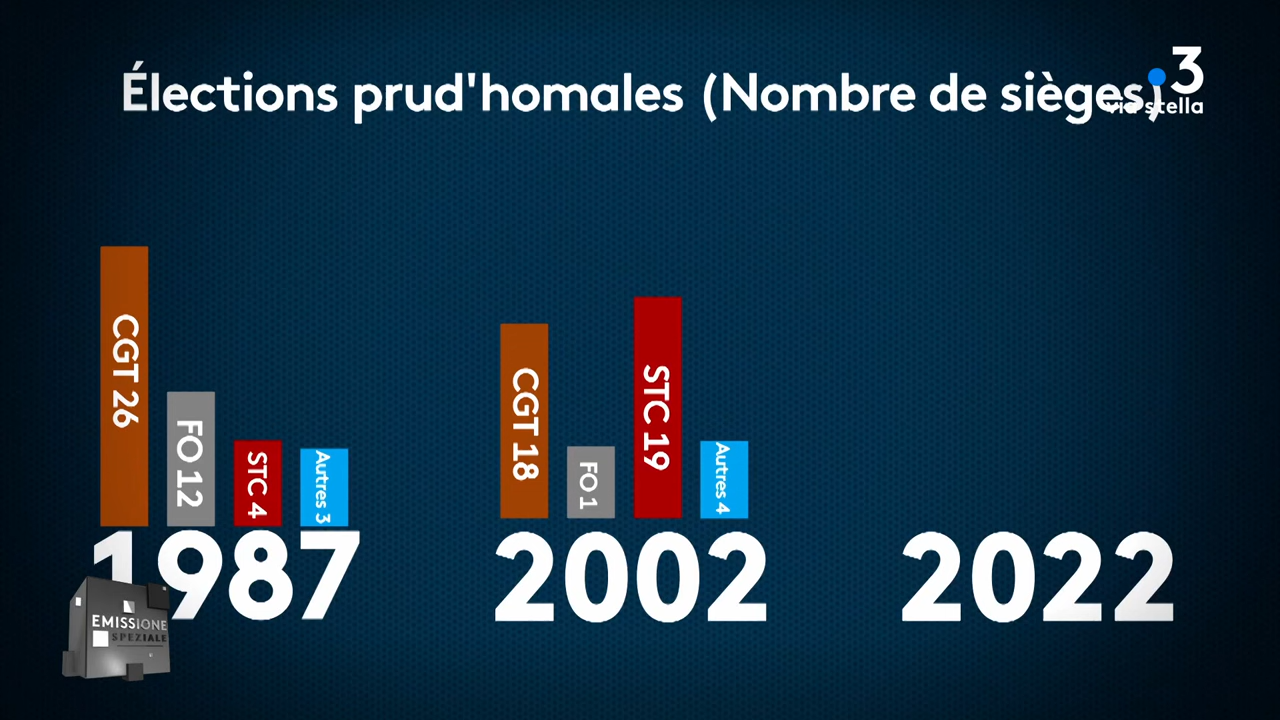 Élections prud'homales (Nombre de sièges)
3
via stella
CGT 26
FO 12
STC 4
Autres 3
CGT 18
FO 1
STC 19
Autres 4
1987
2002
2022
EMISSIONE
SPEZIALE